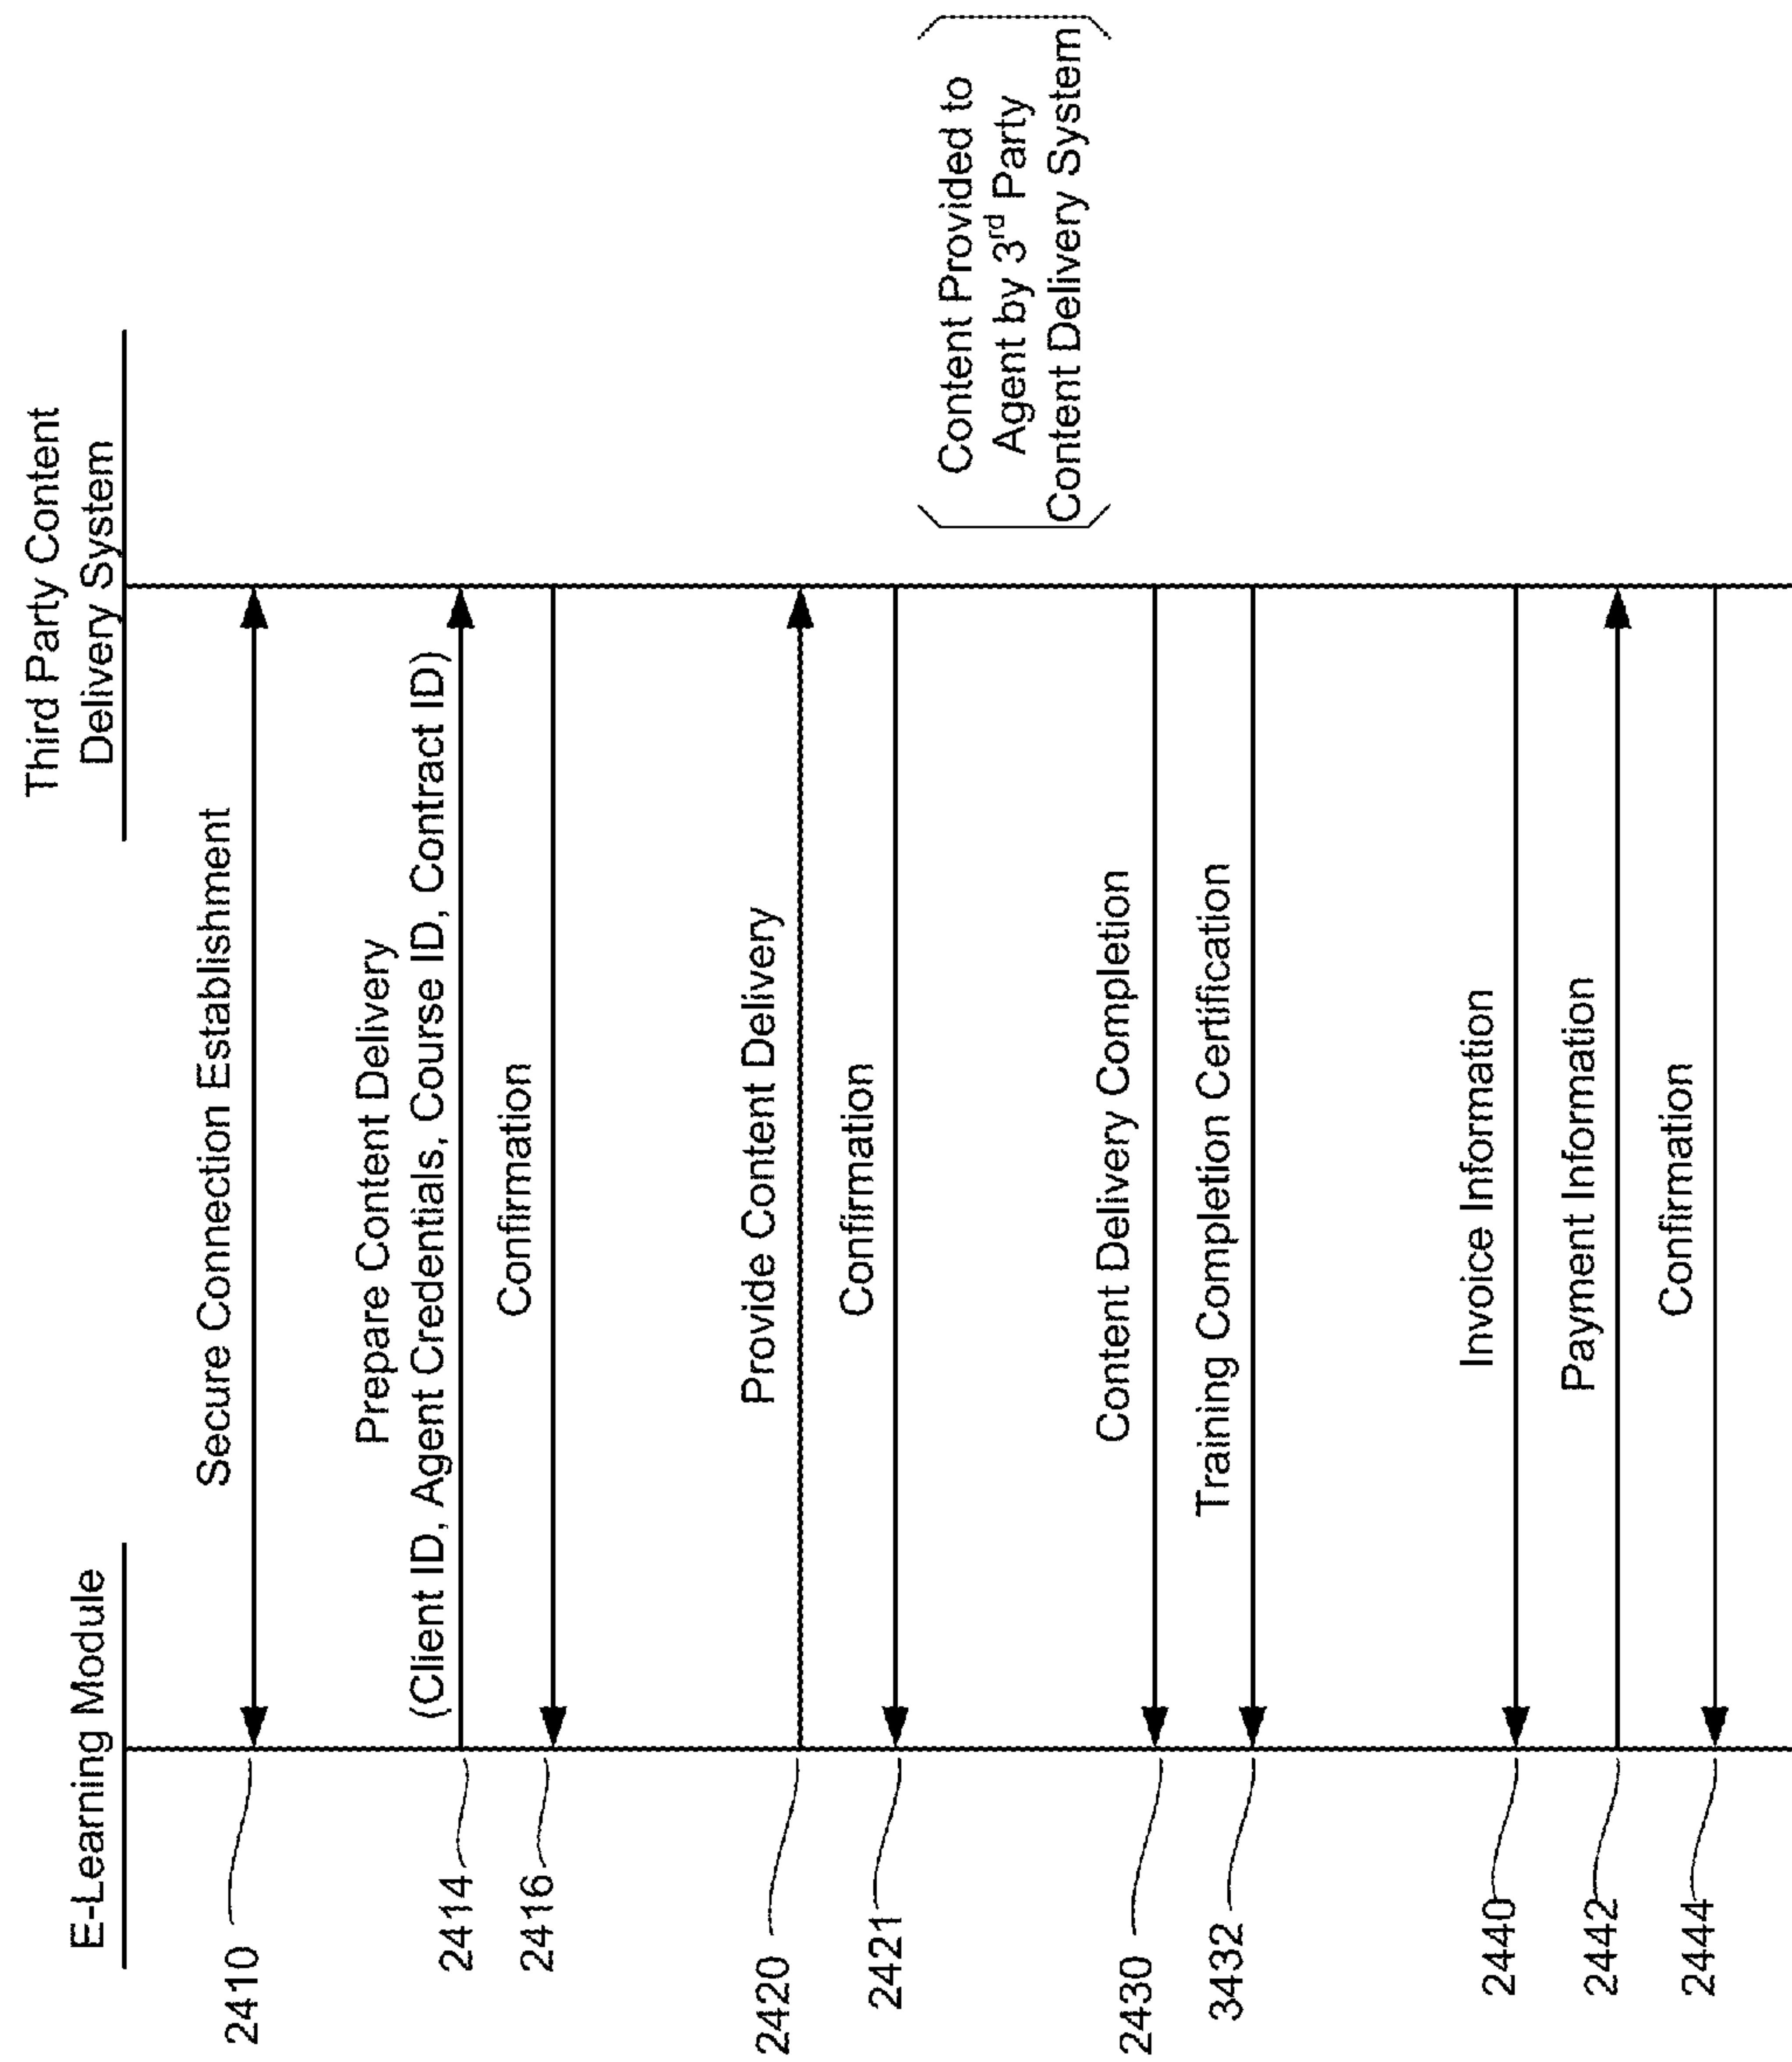 E-Learning Module
Third Party Content
Delivery System
2410
Secure Connection Establishment
2414
Prepare Content Delivery
(Client ID, Agent Credentials, Course ID, Contract ID)
2416
Confirmation
2420
Provide Content Delivery
2421
Confirmation
Content Provided to
Agent by 3rd Party
Content Delivery System
2430
Content Delivery Completion
3432
Training Completion Certification
2440
Invoice Information
2442
Payment Information
2444
Confirmation